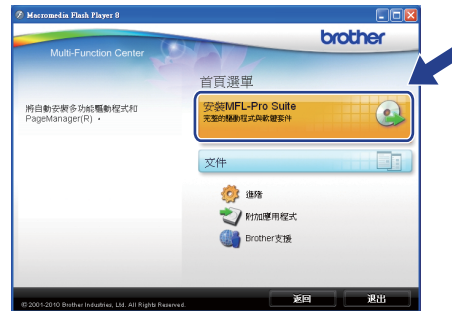 Macromedia Flash Player 8
brother
Multi-Function Center
首頁選單
將自動安裝多功能驅動程式和
PageManager(R)。
安裝MFL-Pro Suite
完整的驅動程式與軟體套件
文件
進階
附加應用程式
Brother支援
© 2001-2010 Brother Industries, Ltd. All Rights Reserved.
返回
退出